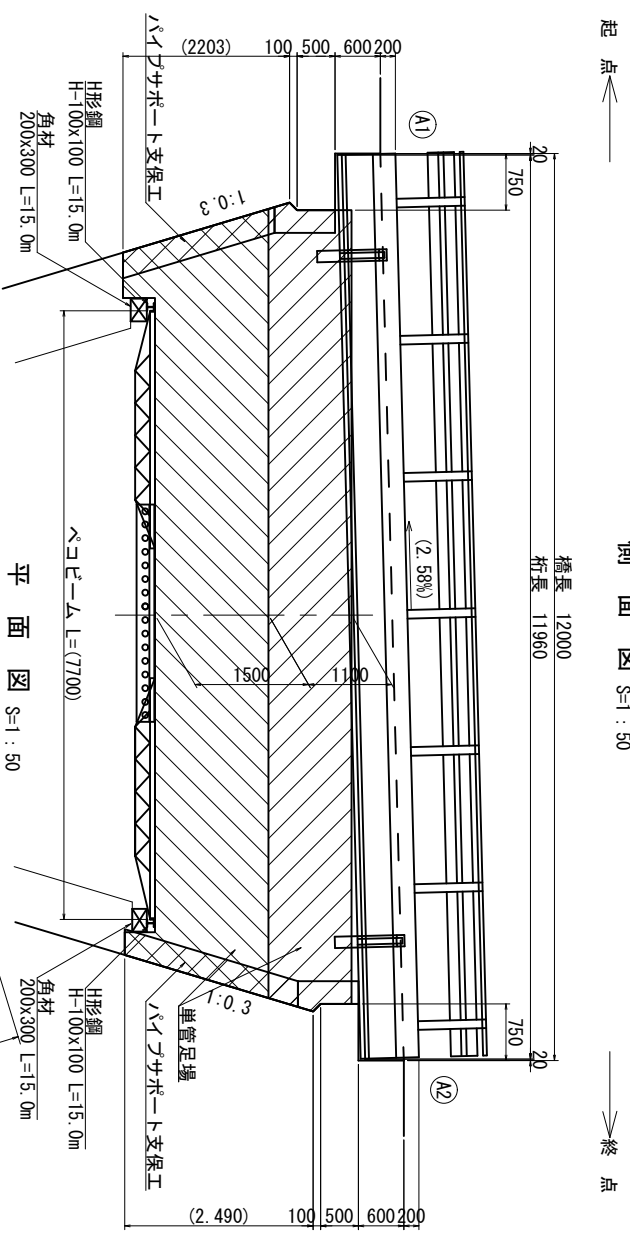 側面図 S=1：50
起点
終点
橋長 12000
桁長 11960
20
20
750
750
A1
A2
(2.58%)
(2203)
100
500
600
200
パイプサポート支保工
1:0.3
H形鋼
H-100x100 L=15.0m
角材
200x300 L=15.0m
1500
1100
ペコビーム L=(7700)
単管足場
1:0.3
パイプサポート支保工
H形鋼
H-100x100 L=15.0m
角材
200x300 L=15.0m
(2.490)
100
500
600
200
平面図 S=1：50